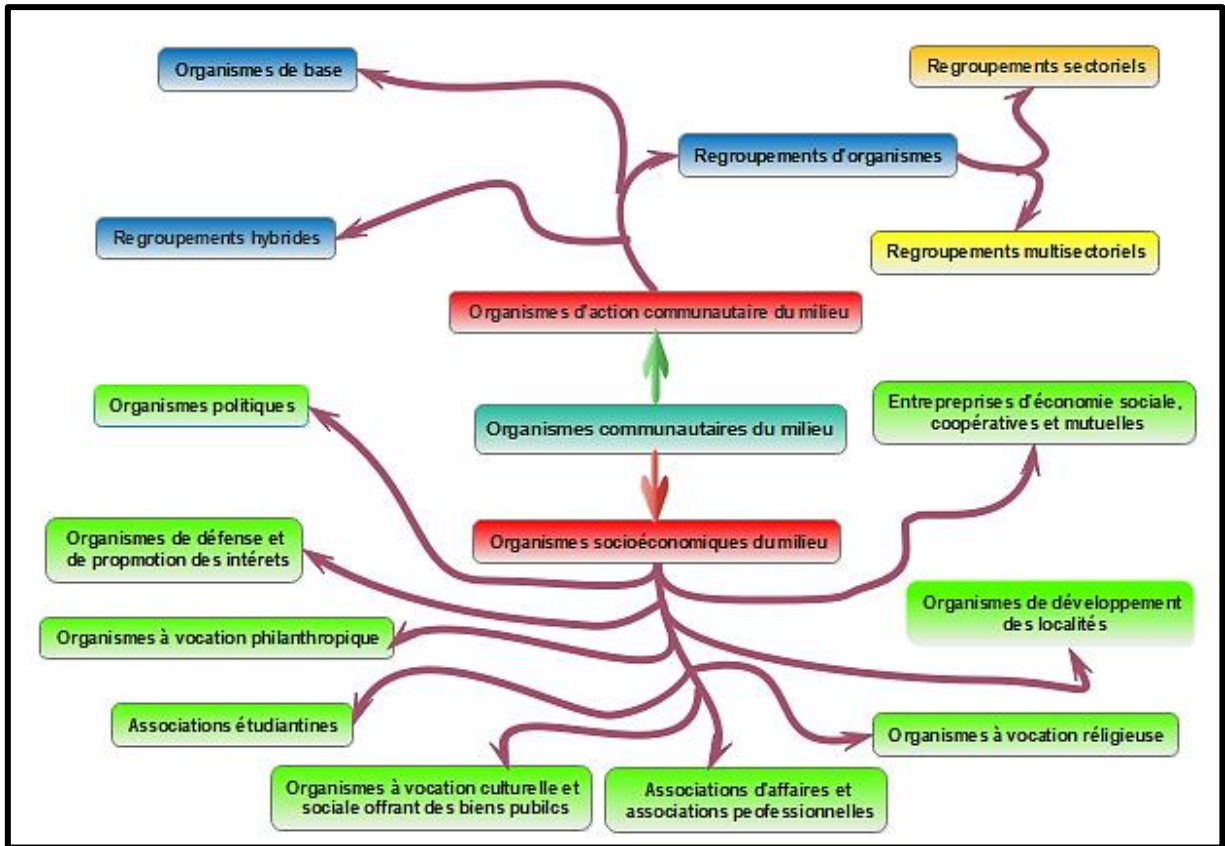 Organismes de base
Regroupements sectoriels
Regroupements d'organismes
Regroupements hybrides
Regroupements multisectoriels
Organismes d'action communautaire du milieu
Organismes politiques
Organismes communautaires du milieu
Entrepreprises d'économie sociale,
coopératives et mutuelles
Organismes socioéconomiques du milieu
Organismes de défense et
de propmotion des intérets
Organismes de développement
des localités
Organismes à vocation philanthropique
Associations étudiantines
Organismes à vocation réligieuse
Organismes à vocation culturelle et
sociale offrant des biens pubilcs
Associations d'affaires et
associations peofessionnelles